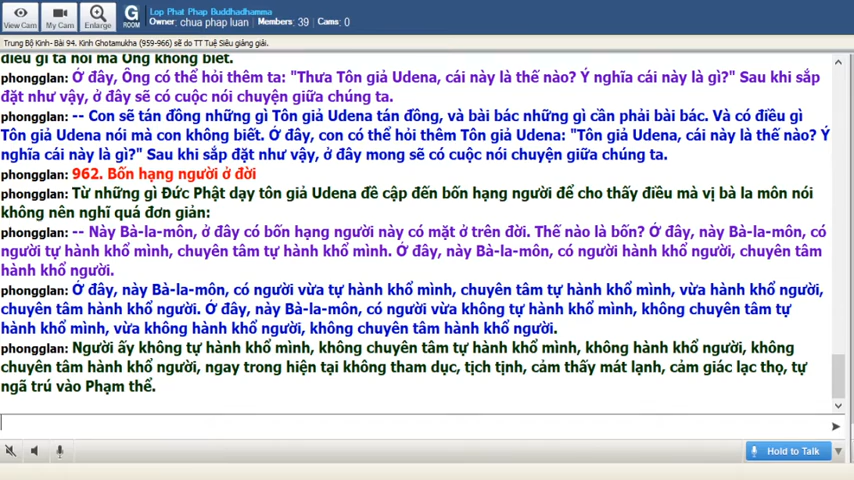 Lop Phat Phap Buddhadhamma
Owner: chua phap luan Members: 39 Cams: 0
View Cam My Cam Enlarge G ROOM
Trung Bộ Kinh- Bài 94. Kinh Ghotamukha (959-966) sẽ do TT Tuệ Siêu giảng giải.
điều gì ta nói mà Ông không biết.
phongglan: Ở đây, Ông có thể hỏi thêm ta: "Thưa Tôn giả Udena, cái này là thế nào? Ý nghĩa cái này là gì?" Sau khi sắp
đặt như vậy, ở đây sẽ có cuộc nói chuyện giữa chúng ta.
phongglan: -- Con sẽ tán đồng những gì Tôn giả Udena tán đồng, và bài bác những gì cần phải bài bác. Và có điều gì
Tôn giả Udena nói mà con không biết. Ở đây, con có thể hỏi thêm Tôn giả Udena: "Tôn giả Udena, cái này là thế nào? Ý
nghĩa cái này là gì?" Sau khi sắp đặt như vậy, ở đây mong sẽ có cuộc nói chuyện giữa chúng ta.
phongglan: 962. Bốn hạng người ở đời
phongglan: Từ những gì Đức Phật dạy tôn giả Udena đề cập đến bốn hạng người để cho thấy điều mà vị bà la môn nói
không nên nghĩ quá đơn giản:
phongglan: -- Này Bà-la-môn, ở đây có bốn hạng người này có mặt ở trên đời. Thế nào là bốn? Ở đây, này Bà-la-môn, có
người tự hành khổ mình, chuyên tâm tự hành khổ mình. Ở đây, này Bà-la-môn, có người hành khổ người, chuyên tâm
hành khổ người.
phongglan: Ở đây, này Bà-la-môn, có người vừa tự hành khổ mình, chuyên tâm tự hành khổ mình, vừa hành khổ người,
chuyên tâm hành khổ người. Ở đây, này Bà-la-môn, có người vừa không tự hành khổ mình, không chuyên tâm tự
hành khổ mình, vừa không hành khổ người, không chuyên tâm hành khổ người.
phongglan: Người ấy không tự hành khổ mình, không chuyên tâm tự hành khổ mình, không hành khổ người, không
chuyên tâm hành khổ người, ngay trong hiện tại không tham dục, tịch tịnh, cảm thấy mát lạnh, cảm giác lạc thọ, tự
ngã trú vào Phạm thể.
Hold to Talk